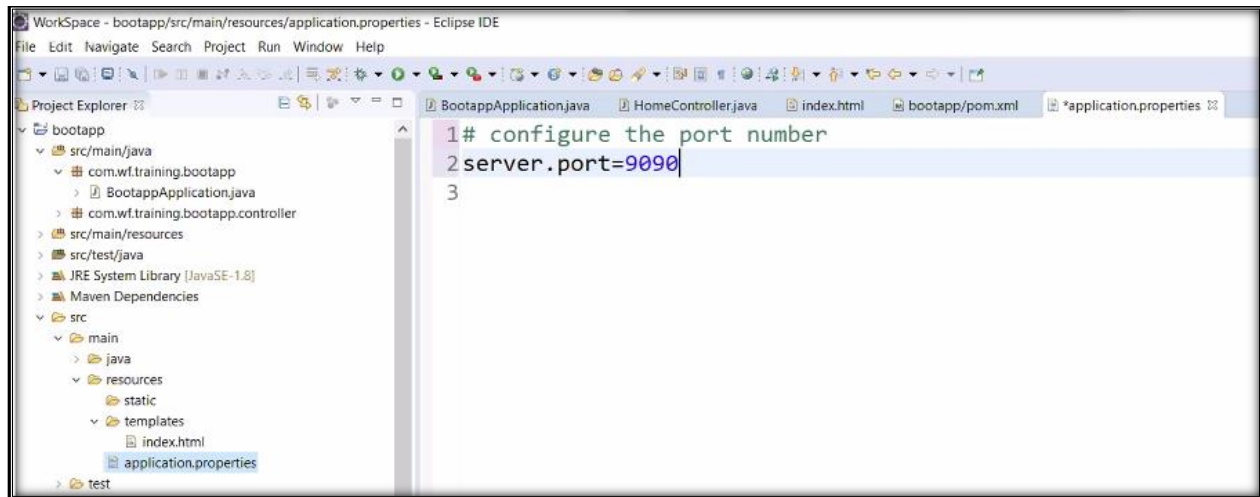 WorkSpace - bootapp/src/main/resources/application.properties - Eclipse IDE
File Edit Navigate Search Project Run Window Help
Project Explorer
BootappApplication.java HomeController.java index.html bootapp/pom.xml *application.properties
bootapp
src/main/java
com.wf.training.bootapp
BootappApplication.java
com.wf.training.bootapp.controller
src/main/resources
src/test/java
JRE System Library [JavaSE-1.8]
Maven Dependencies
src
main
java
resources
static
templates
index.html
application.properties
test
1 # configure the port number
2 server.port=9090
3